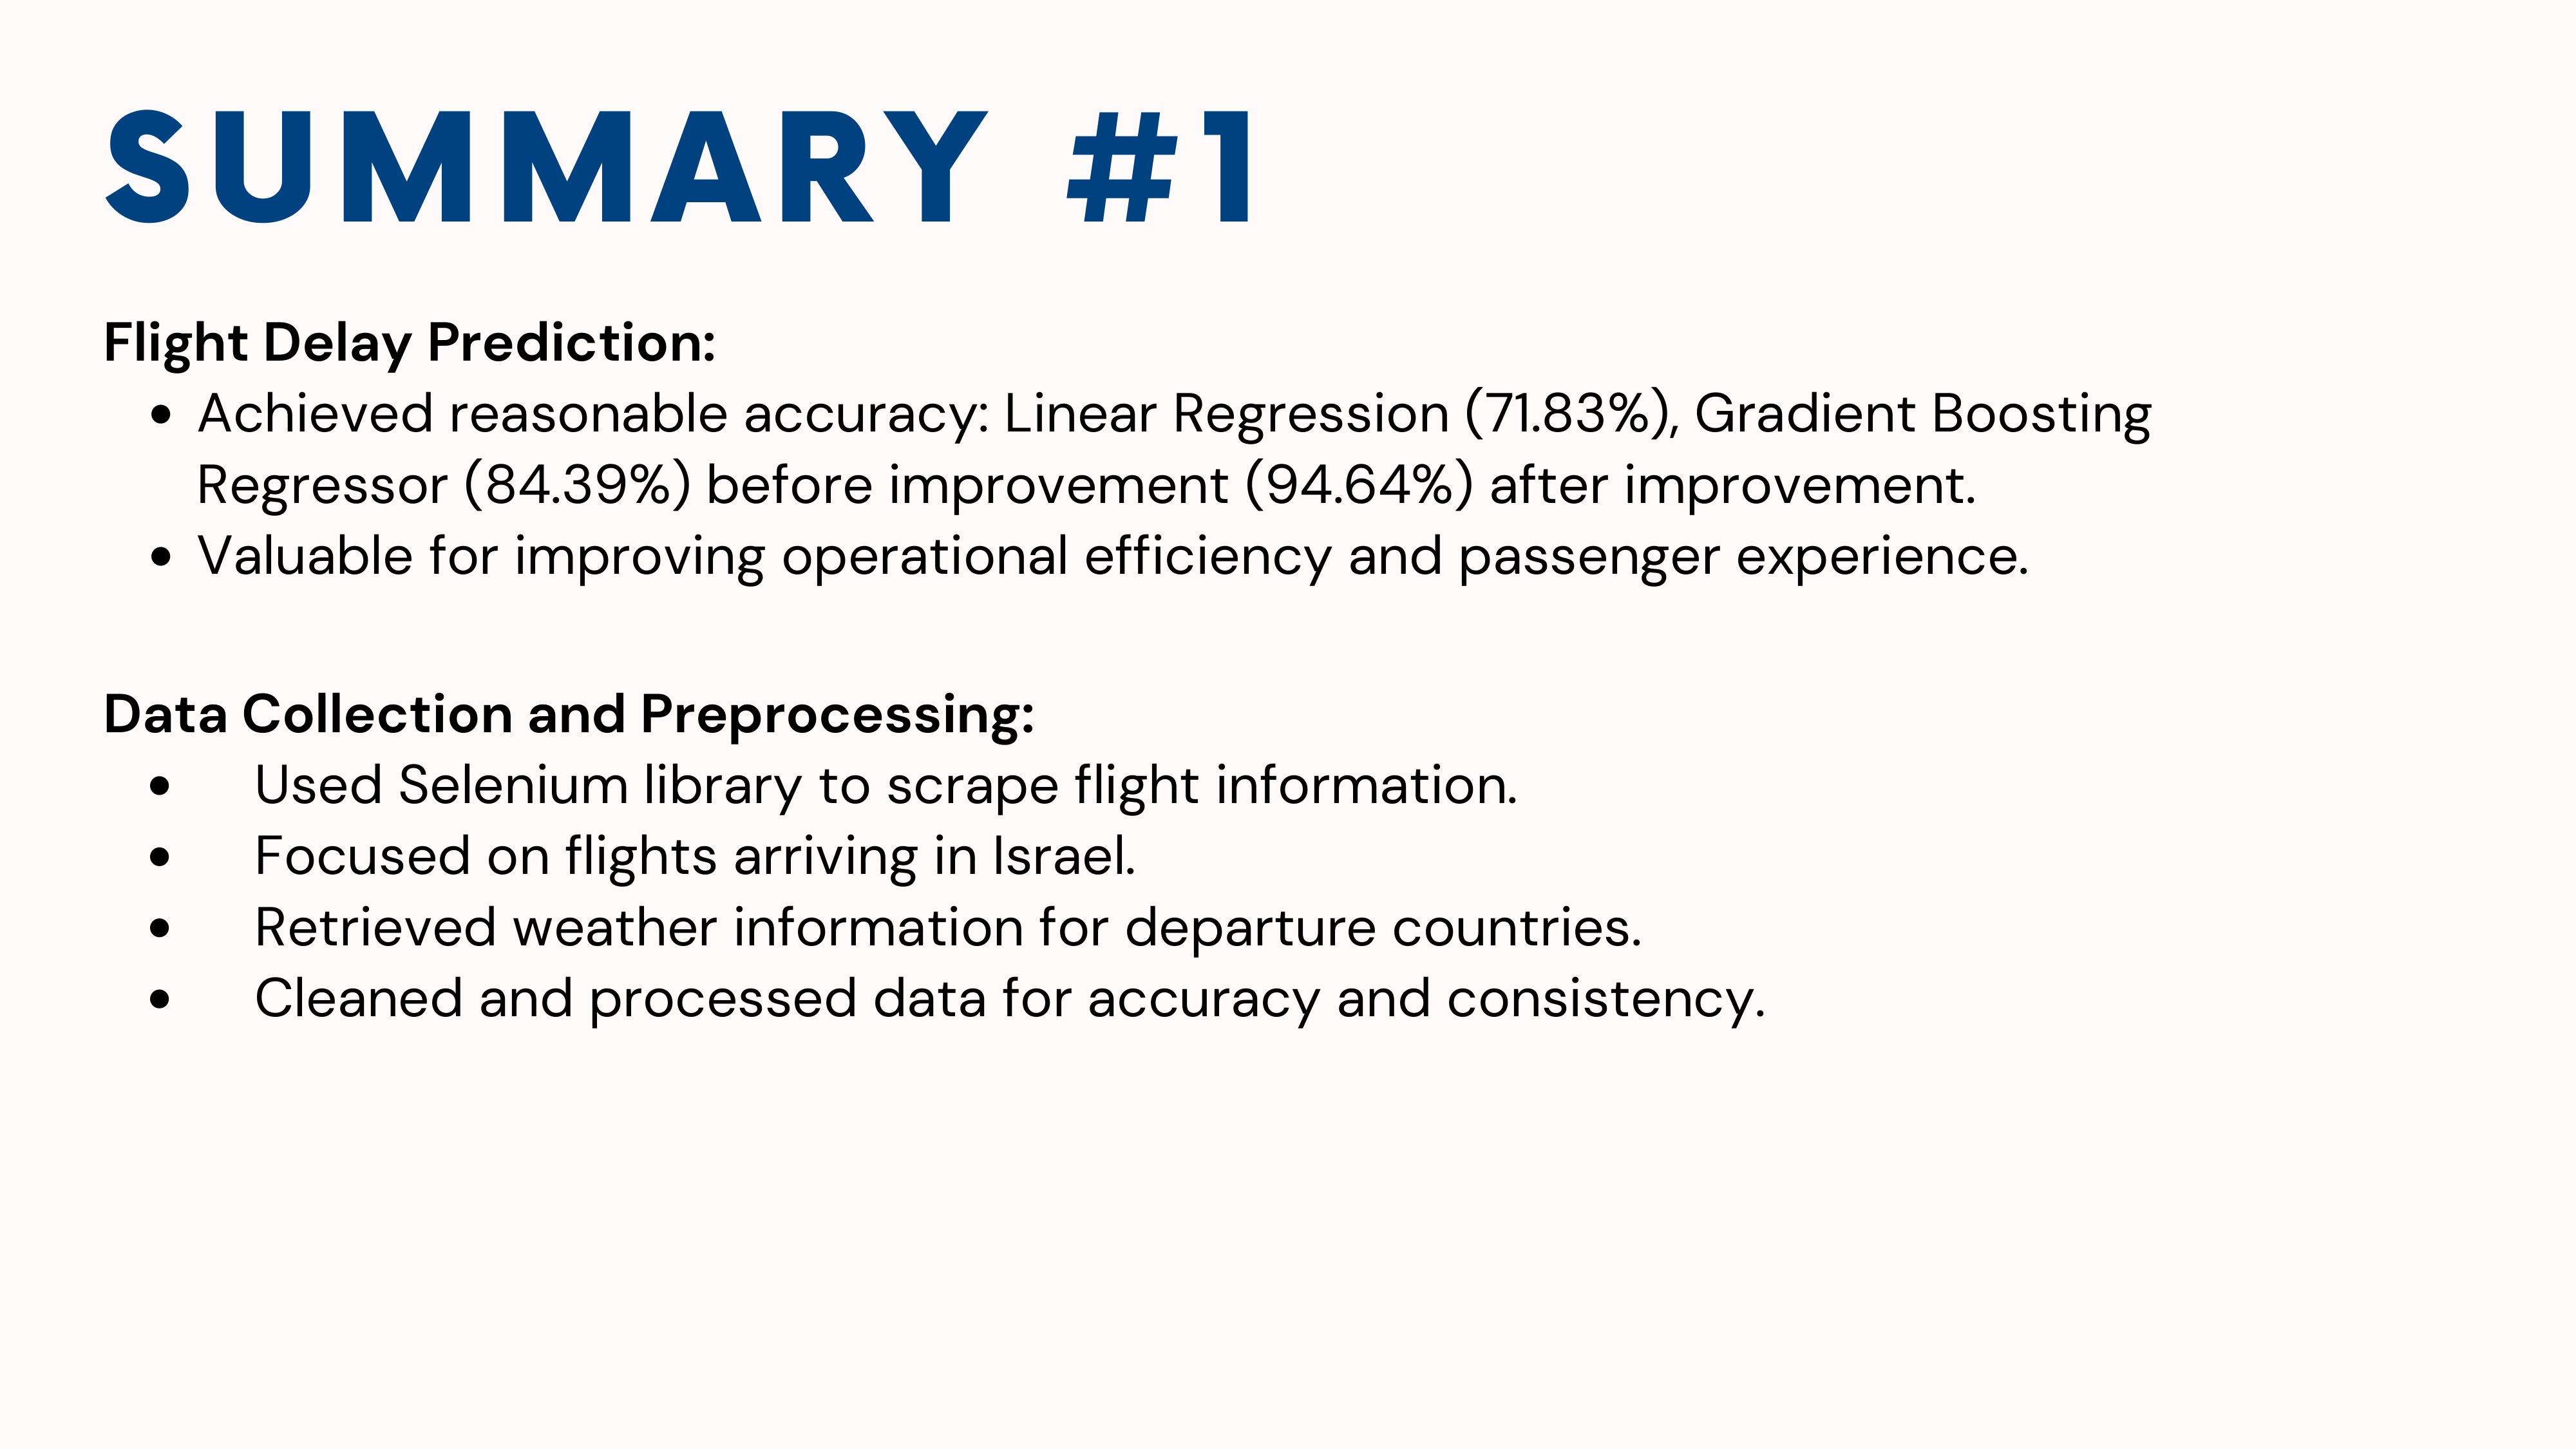 SUMMARY #1
Flight Delay Prediction:
• Achieved reasonable accuracy: Linear Regression (71.83%), Gradient Boosting
Regressor (84.39%) before improvement (94.64%) after improvement.
• Valuable for improving operational efficiency and passenger experience.
Data Collection and Preprocessing:
• Used Selenium library to scrape flight information.
• Focused on flights arriving in Israel.
• Retrieved weather information for departure countries.
• Cleaned and processed data for accuracy and consistency.